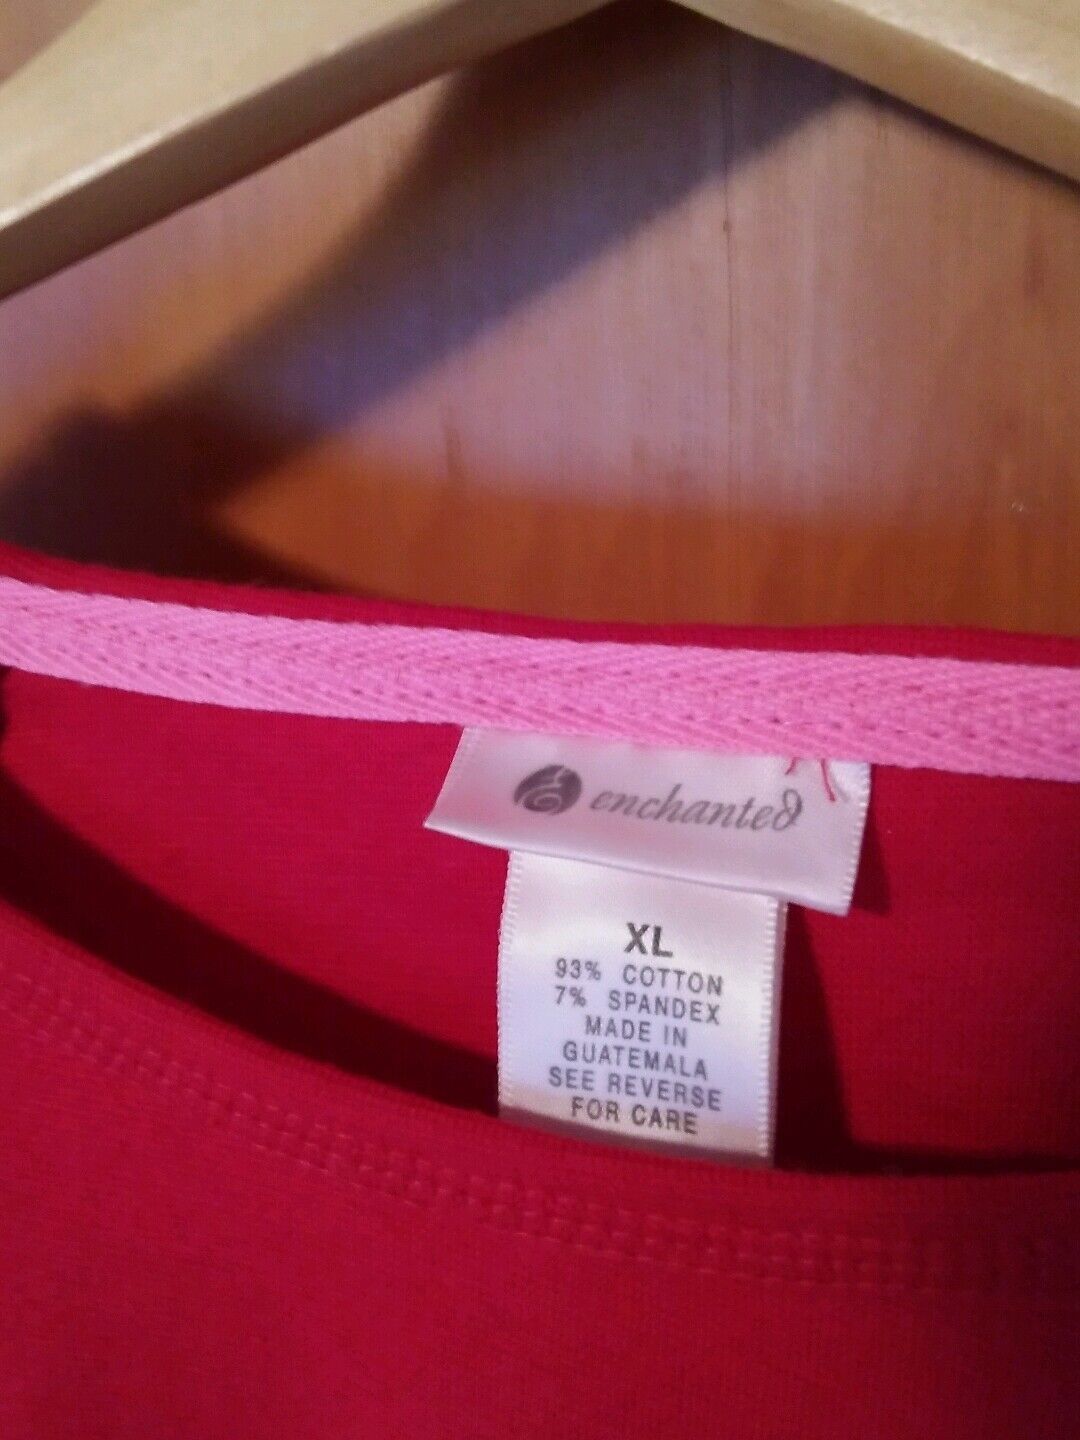 enchanted
XL
93% COTTON
7% SPANDEX
MADE IN
GUATEMALA
SEE REVERSE
FOR CARE